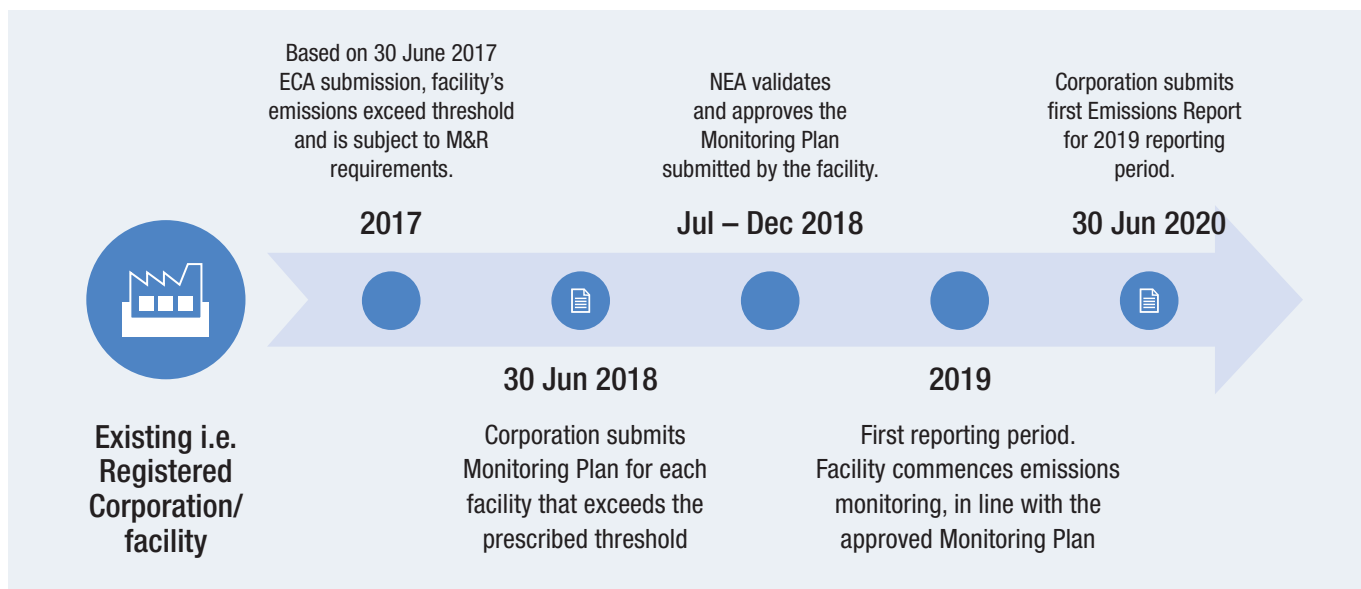 Based on 30 June 2017
ECA submission, facility's
emissions exceed threshold
and is subject to M&R
requirements.
2017
NEA validates
and approves the
Monitoring Plan
submitted by the facility.
Jul – Dec 2018
Corporation submits
first Emissions Report
for 2019 reporting
period.
30 Jun 2020
Existing i.e.
Registered
Corporation/
facility
30 Jun 2018
Corporation submits
Monitoring Plan for each
facility that exceeds the
prescribed threshold
2019
First reporting period.
Facility commences emissions
monitoring, in line with the
approved Monitoring Plan